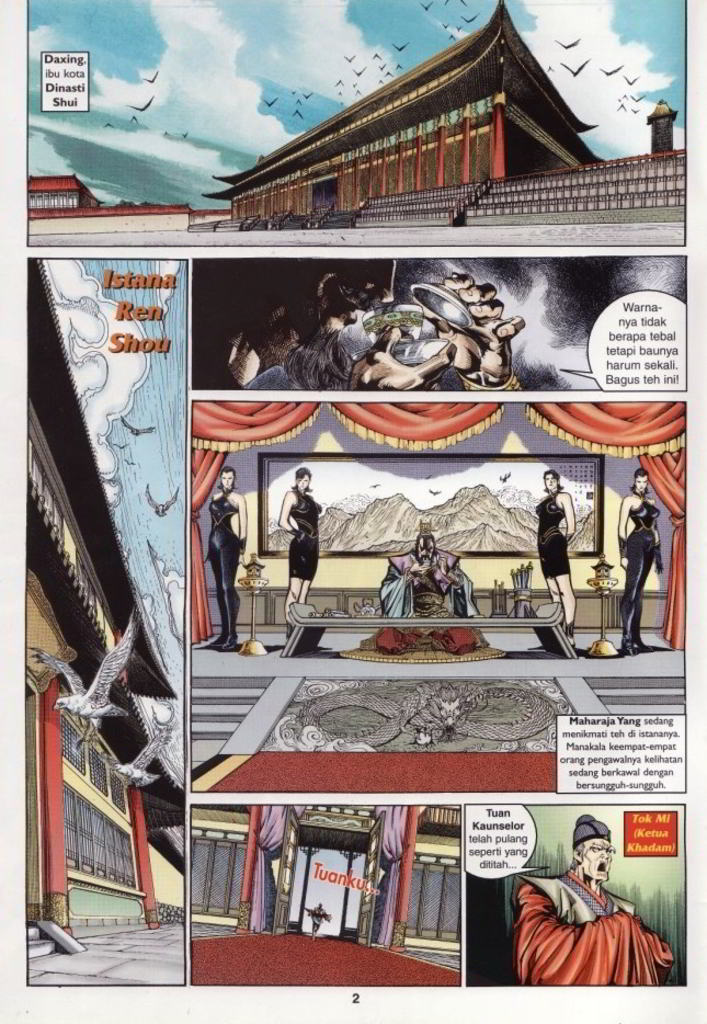 Daxing,
ibu kota
Dinasti
Shui
Istana
Ren
Shou
Warna-
nya tidak
berapa tebal
tetapi baunya
harum sekali.
Bagus teh ini!
Maharaja Yang sedang
menikmati teh di istananya.
Manakala keempat-empat
orang pengawalnya kelihatan
sedang berkawal dengan
bersungguh-sungguh.
Tuanku...
Tuan
Kaunselor
telah pulang
seperti yang
dititah...
Tok Mi
(Ketua
Khadam)
2